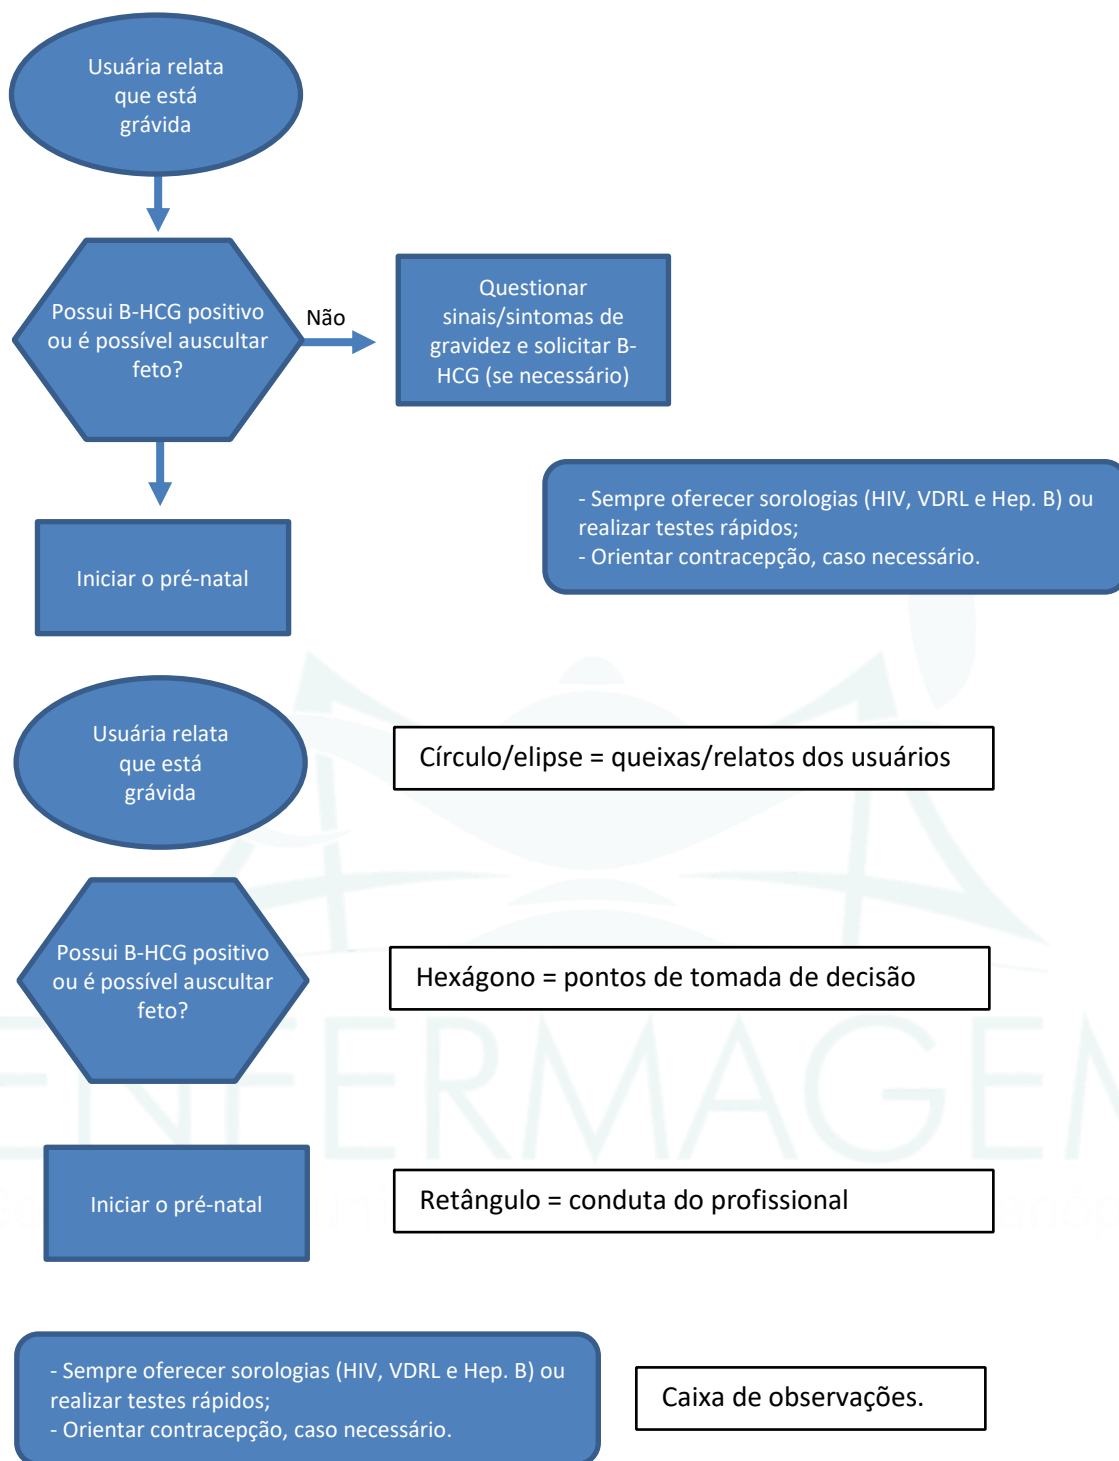 Usuária relata
que está
grávida
Possui B-HCG positivo
ou é possível auscultar
feto?
Não
Questionar
sinais/sintomas de
gravidez e solicitar B-
HCG (se necessário)
- Sempre oferecer sorologias (HIV, VDRL e Hep. B) ou
realizar testes rápidos;
- Orientar contracepção, caso necessário.
Iniciar o pré-natal
Usuária relata
que está
grávida
Círculo/elipse = queixas/relatos dos usuários
Possui B-HCG positivo
ou é possível auscultar
feto?
Hexágono = pontos de tomada de decisão
ENFERMAGEM
Iniciar o pré-natal
Retângulo = conduta do profissional
- Sempre oferecer sorologias (HIV, VDRL e Hep. B) ou
realizar testes rápidos;
- Orientar contracepção, caso necessário.
Caixa de observações.